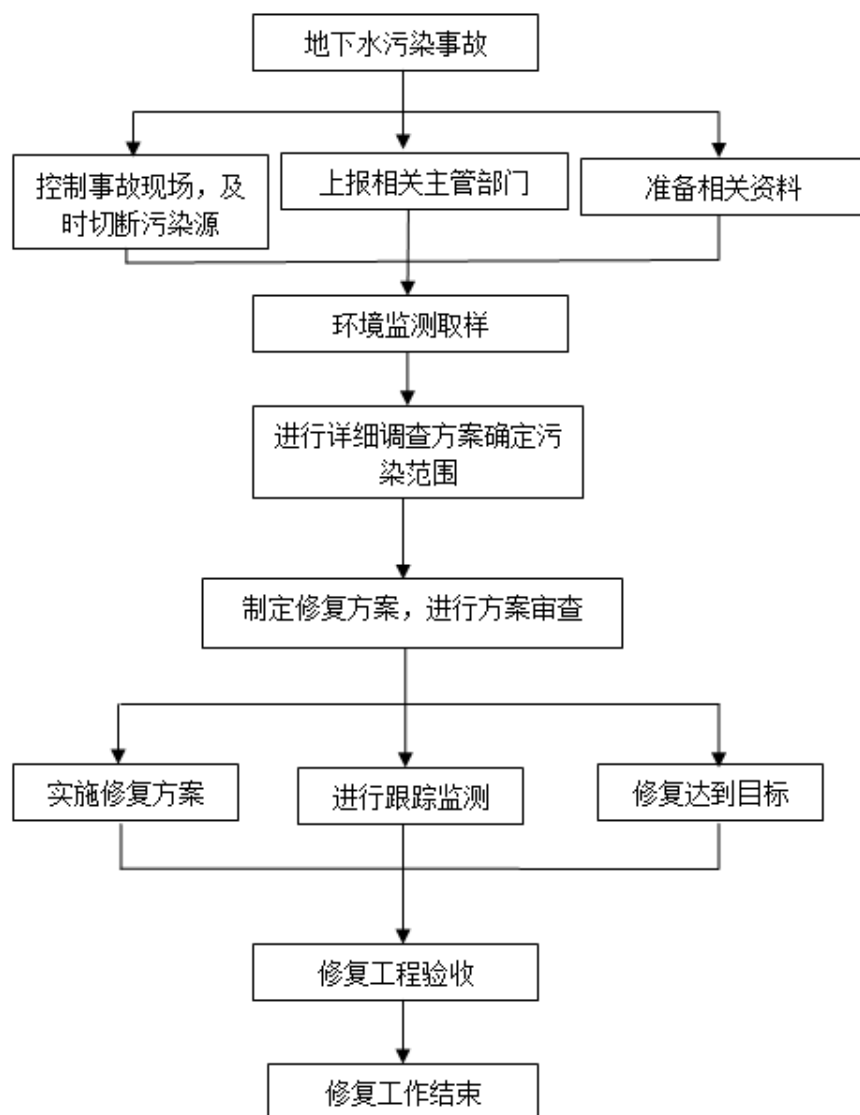 地下水污染事故
控制事故现场，及
时切断污染源
上报相关主管部门
准备相关资料
环境监测取样
进行详细调查方案确定污
染范围
制定修复方案，进行方案审查
实施修复方案
进行跟踪监测
修复达到目标
修复工程验收
修复工作结束